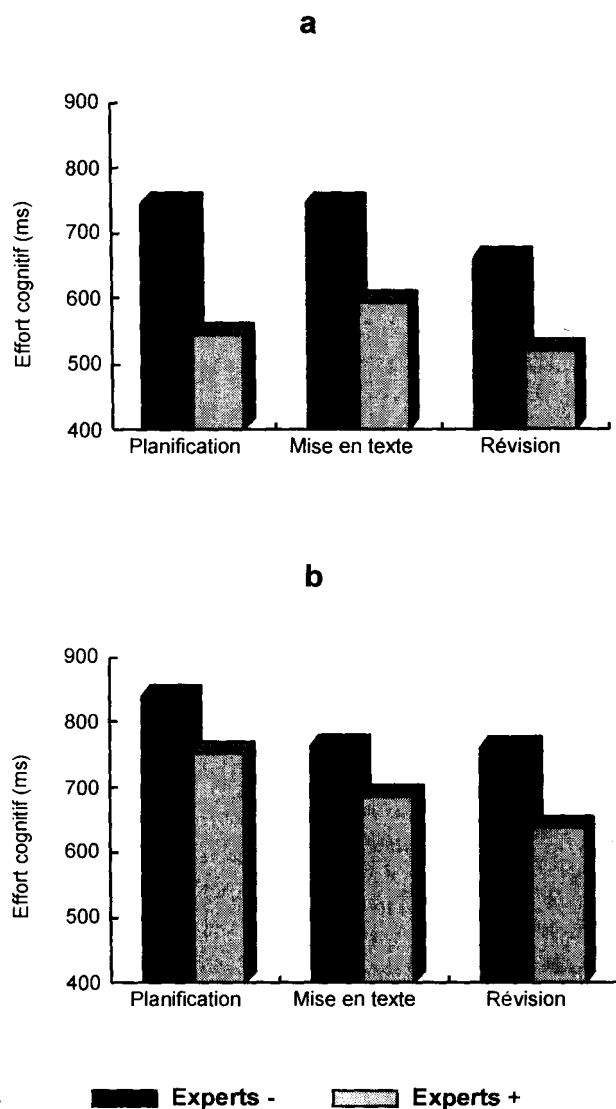 a
900
800
700
600
500
400
Effort cognitif (ms)
Planification Mise en texte Révision
b
900
800
700
600
500
400
Effort cognitif (ms)
Planification Mise en texte Révision
Experts - Experts +